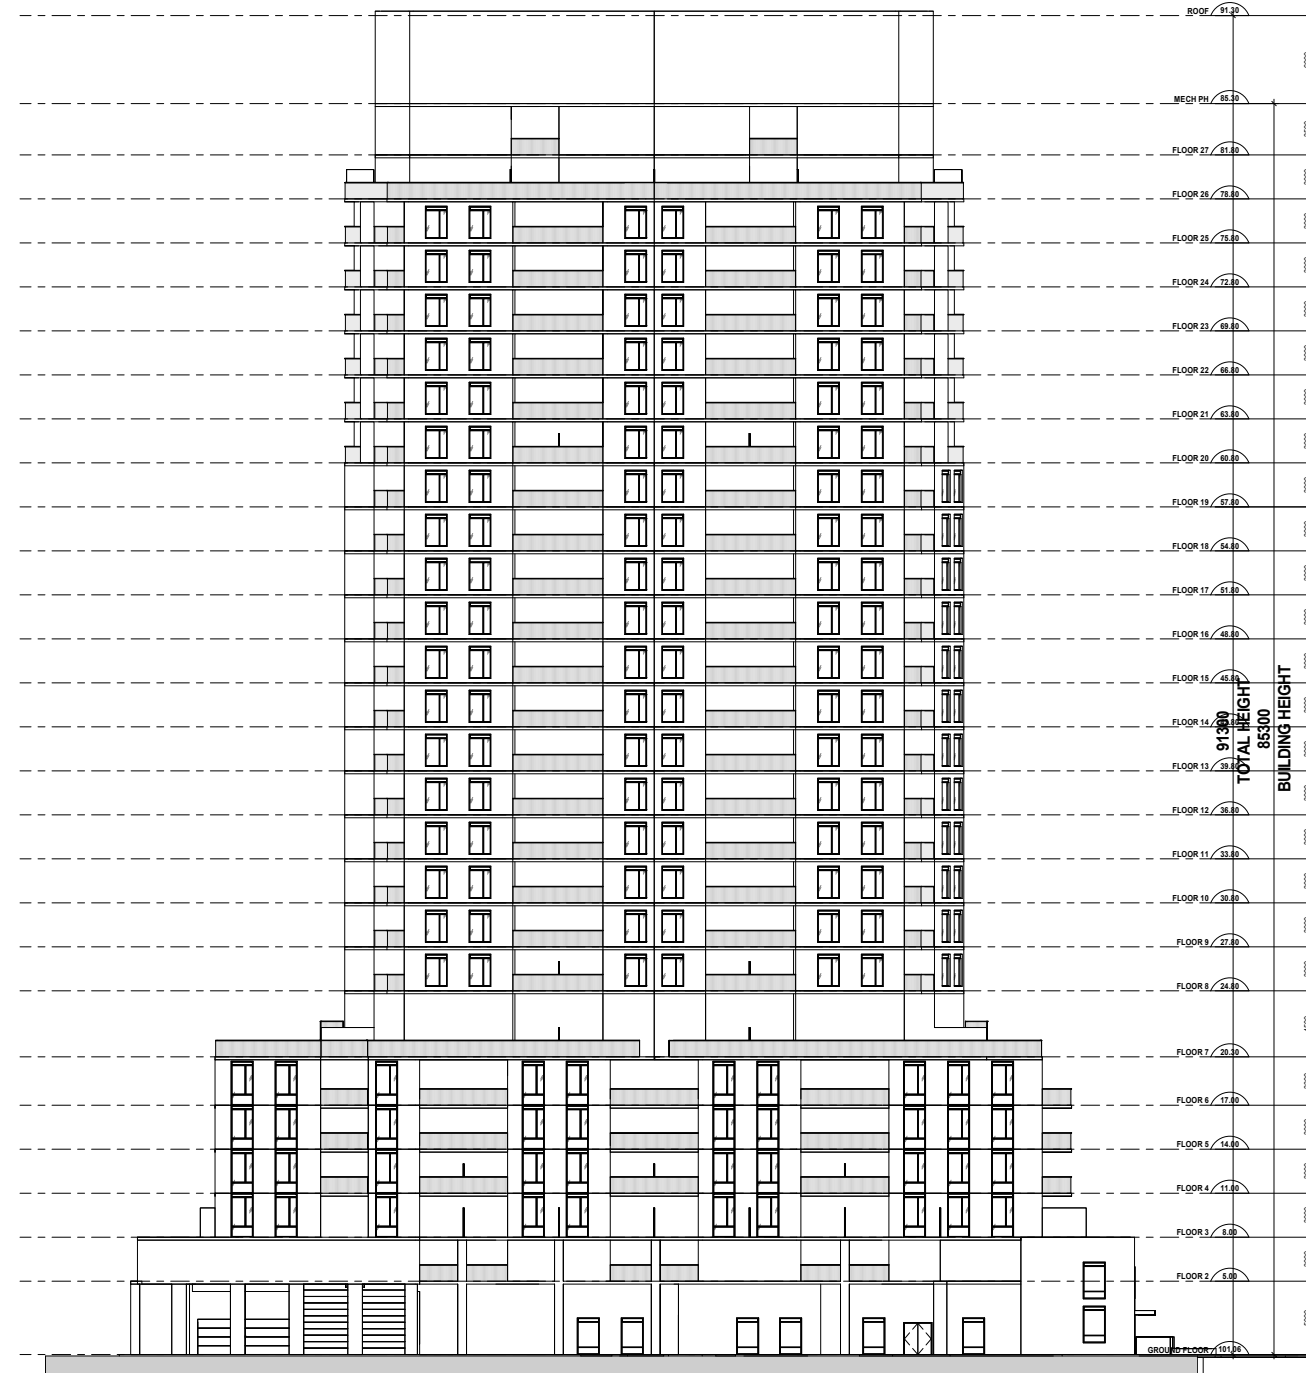 ROOF 91.30
MECH PH 85.30
FLOOR 27 81.80
FLOOR 26 78.80
FLOOR 25 75.80
FLOOR 24 72.80
FLOOR 23 69.80
FLOOR 22 66.80
FLOOR 21 63.80
FLOOR 20 60.80
FLOOR 19 57.80
FLOOR 18 54.80
FLOOR 17 51.80
FLOOR 16 48.80
FLOOR 15 45.80
FLOOR 14
FLOOR 13 39.80
FLOOR 12 36.80
FLOOR 11 33.80
FLOOR 10 30.80
FLOOR 9 27.80
FLOOR 8 24.80
FLOOR 7 20.30
FLOOR 6 17.00
FLOOR 5 14.00
FLOOR 4 11.00
FLOOR 3 8.00
FLOOR 2 5.00
GROUND FLOOR 101.06
91300
TOTAL HEIGHT
85300
BUILDING HEIGHT